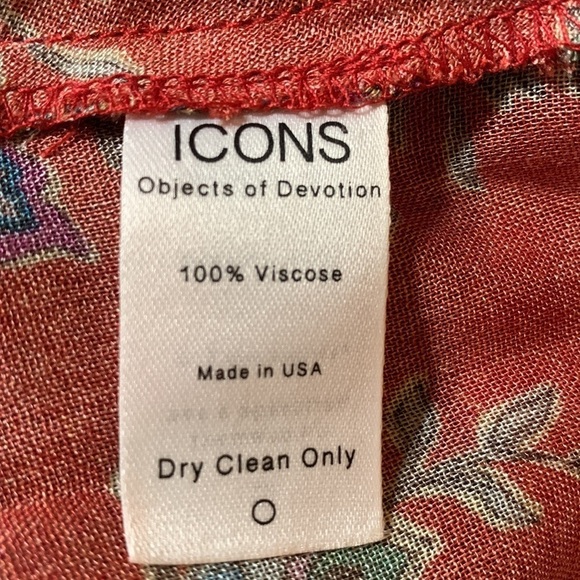 ICONS
Objects of Devotion
100% Viscose
Made in USA
Dry Clean Only